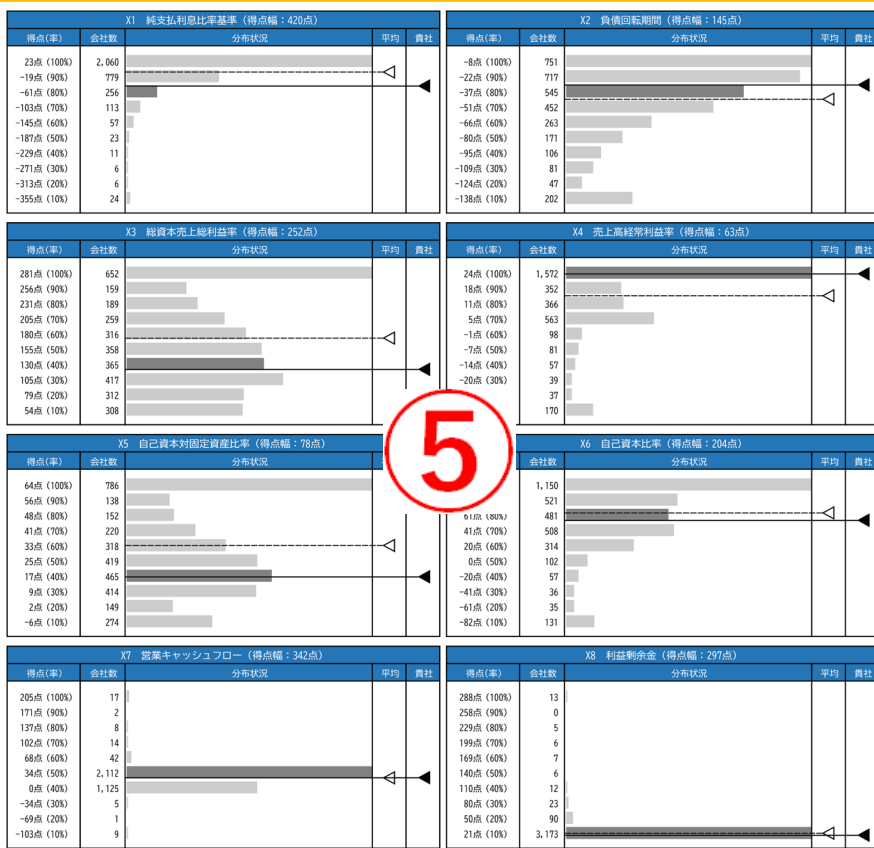 X1 純支払利息比率基準（得点幅：420点）
得点(率) 会社数 分布状況 平均 貴社
23点 (100%) 2,060
-19点 (90%) 779
-61点 (80%) 256
-103点 (70%) 113
-145点 (60%) 57
-187点 (50%) 23
-229点 (40%) 11
-271点 (30%) 6
-313点 (20%) 6
-355点 (10%) 24
X2 負債回転期間（得点幅：145点）
得点(率) 会社数 分布状況 平均 貴社
-8点 (100%) 751
-22点 (90%) 717
-37点 (80%) 545
-51点 (70%) 452
-66点 (60%) 263
-80点 (50%) 171
-95点 (40%) 106
-109点 (30%) 81
-124点 (20%) 47
-138点 (10%) 202
X3 総資本売上総利益率（得点幅：252点）
得点(率) 会社数 分布状況 平均 貴社
281点 (100%) 652
256点 (90%) 159
231点 (80%) 189
205点 (70%) 259
180点 (60%) 316
155点 (50%) 358
130点 (40%) 365
105点 (30%) 417
79点 (20%) 312
54点 (10%) 308
X4 売上高経常利益率（得点幅：63点）
得点(率) 会社数 分布状況 平均 貴社
24点 (100%) 1,572
18点 (90%) 352
11点 (80%) 366
5点 (70%) 563
-1点 (60%) 98
-7点 (50%) 81
-14点 (40%) 57
-20点 (30%) 39
37
170
5
X5 自己資本対固定資産比率（得点幅：78点）
得点(率) 会社数 分布状況
64点 (100%) 786
56点 (90%) 138
48点 (80%) 152
41点 (70%) 220
33点 (60%) 318
25点 (50%) 419
17点 (40%) 465
9点 (30%) 414
2点 (20%) 149
-6点 (10%) 274
X6 自己資本比率（得点幅：204点）
会社数 分布状況 平均 貴社
1,150
521
61点 (80%) 481
41点 (70%) 508
20点 (60%) 314
0点 (50%) 102
-20点 (40%) 57
-41点 (30%) 36
-61点 (20%) 35
-82点 (10%) 131
X7 営業キャッシュフロー（得点幅：342点）
得点(率) 会社数 分布状況 平均 貴社
205点 (100%) 17
171点 (90%) 2
137点 (80%) 8
102点 (70%) 14
68点 (60%) 42
34点 (50%) 2,112
0点 (40%) 1,125
-34点 (30%) 5
-69点 (20%) 1
-103点 (10%) 9
X8 利益剰余金（得点幅：297点）
得点(率) 会社数 分布状況 平均 貴社
288点 (100%) 13
258点 (90%) 0
229点 (80%) 5
199点 (70%) 6
169点 (60%) 7
140点 (50%) 6
110点 (40%) 12
80点 (30%) 23
50点 (20%) 90
21点 (10%) 3,173